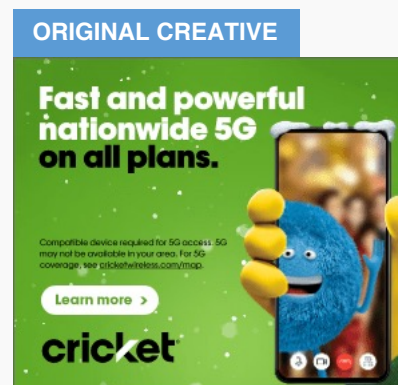 ORIGINAL CREATIVE
Fast and powerful
nationwide 5G
on all plans.
Compatible device required for 5G access. 5G
may not be available in your area. For 5G
coverage, see cricketwireless.com/map.
Learn more >
cricket